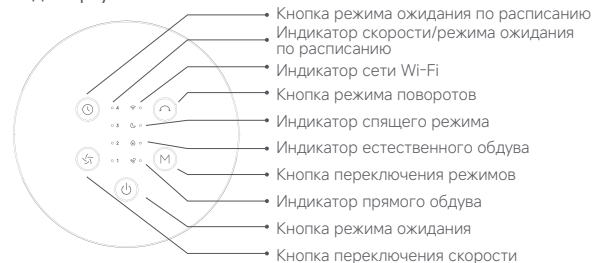 Кнопка режима ожидания по расписанию
Индикатор скорости/режима ожидания
по расписанию
Индикатор сети Wi-Fi
Кнопка режима поворотов
Индикатор спящего режима
Индикатор естественного обдува
Кнопка переключения режимов
Индикатор прямого обдува
Кнопка режима ожидания
Кнопка переключения скорости
4
3
2
1
M